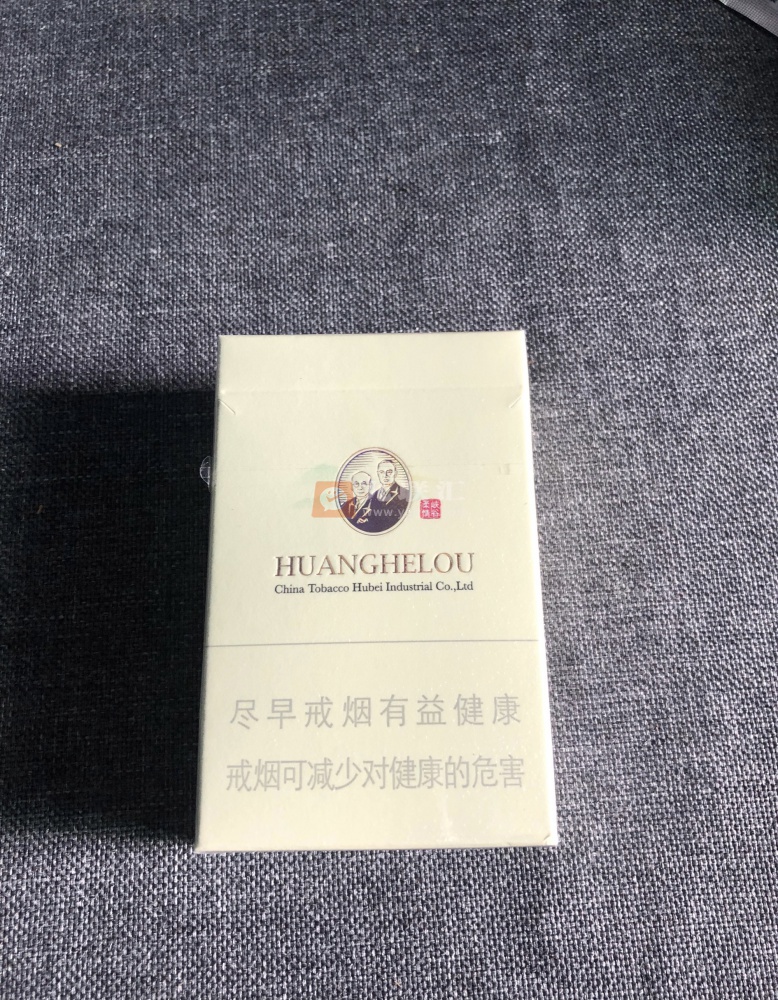 HUANGHELOU
China Tobacco Hubei Industrial Co.,Ltd
尽早戒烟有益健康
戒烟可减少对健康的危害